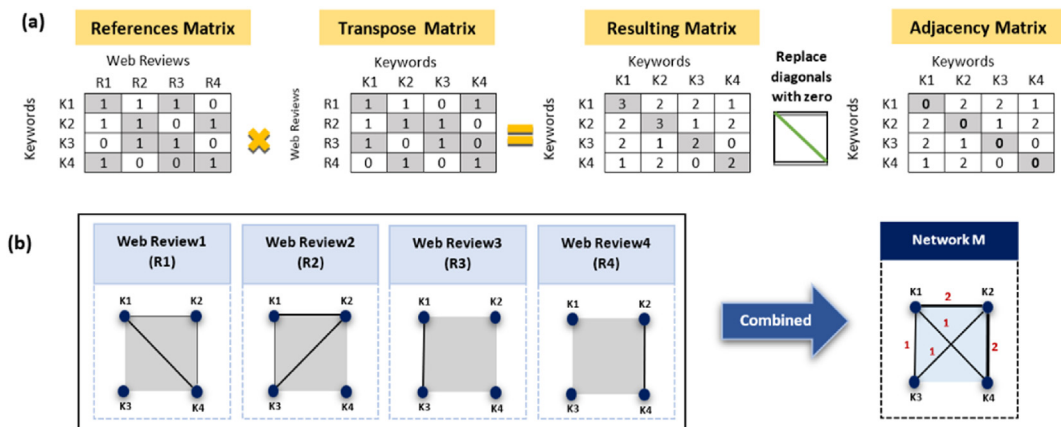 (a)
References Matrix
Transpose Matrix
Resulting Matrix
Adjacency Matrix
Web Reviews
Keywords
Keywords
Keywords
R1 R2 R3 R4
K1 K2 K3 K4
K1 K2 K3 K4
K1 K2 K3 K4
Keywords
K1 1 1 1 0
K2 1 1 0 1
K3 0 1 1 0
K4 1 0 0 1
Web Reviews
R1 1 1 0 1
R2 1 1 1 0
R3 1 0 1 0
R4 0 1 0 1
Keywords
K1 3 2 2 1
K2 2 3 1 2
K3 2 1 2 0
K4 1 2 0 2
Replace
diagonals
with zero
Keywords
K1 0 2 2 1
K2 2 0 1 2
K3 2 1 0 0
K4 1 2 0 0
(b)
Web Review1
(R1)
K1 K2
K3 K4
Web Review2
(R2)
K1 K2
K3 K4
Web Review3
(R3)
K1 K2
K3 K4
Web Review4
(R4)
K1 K2
K3 K4
Combined
Network M
K1 2 K2
1
1 1 2
K3 K4